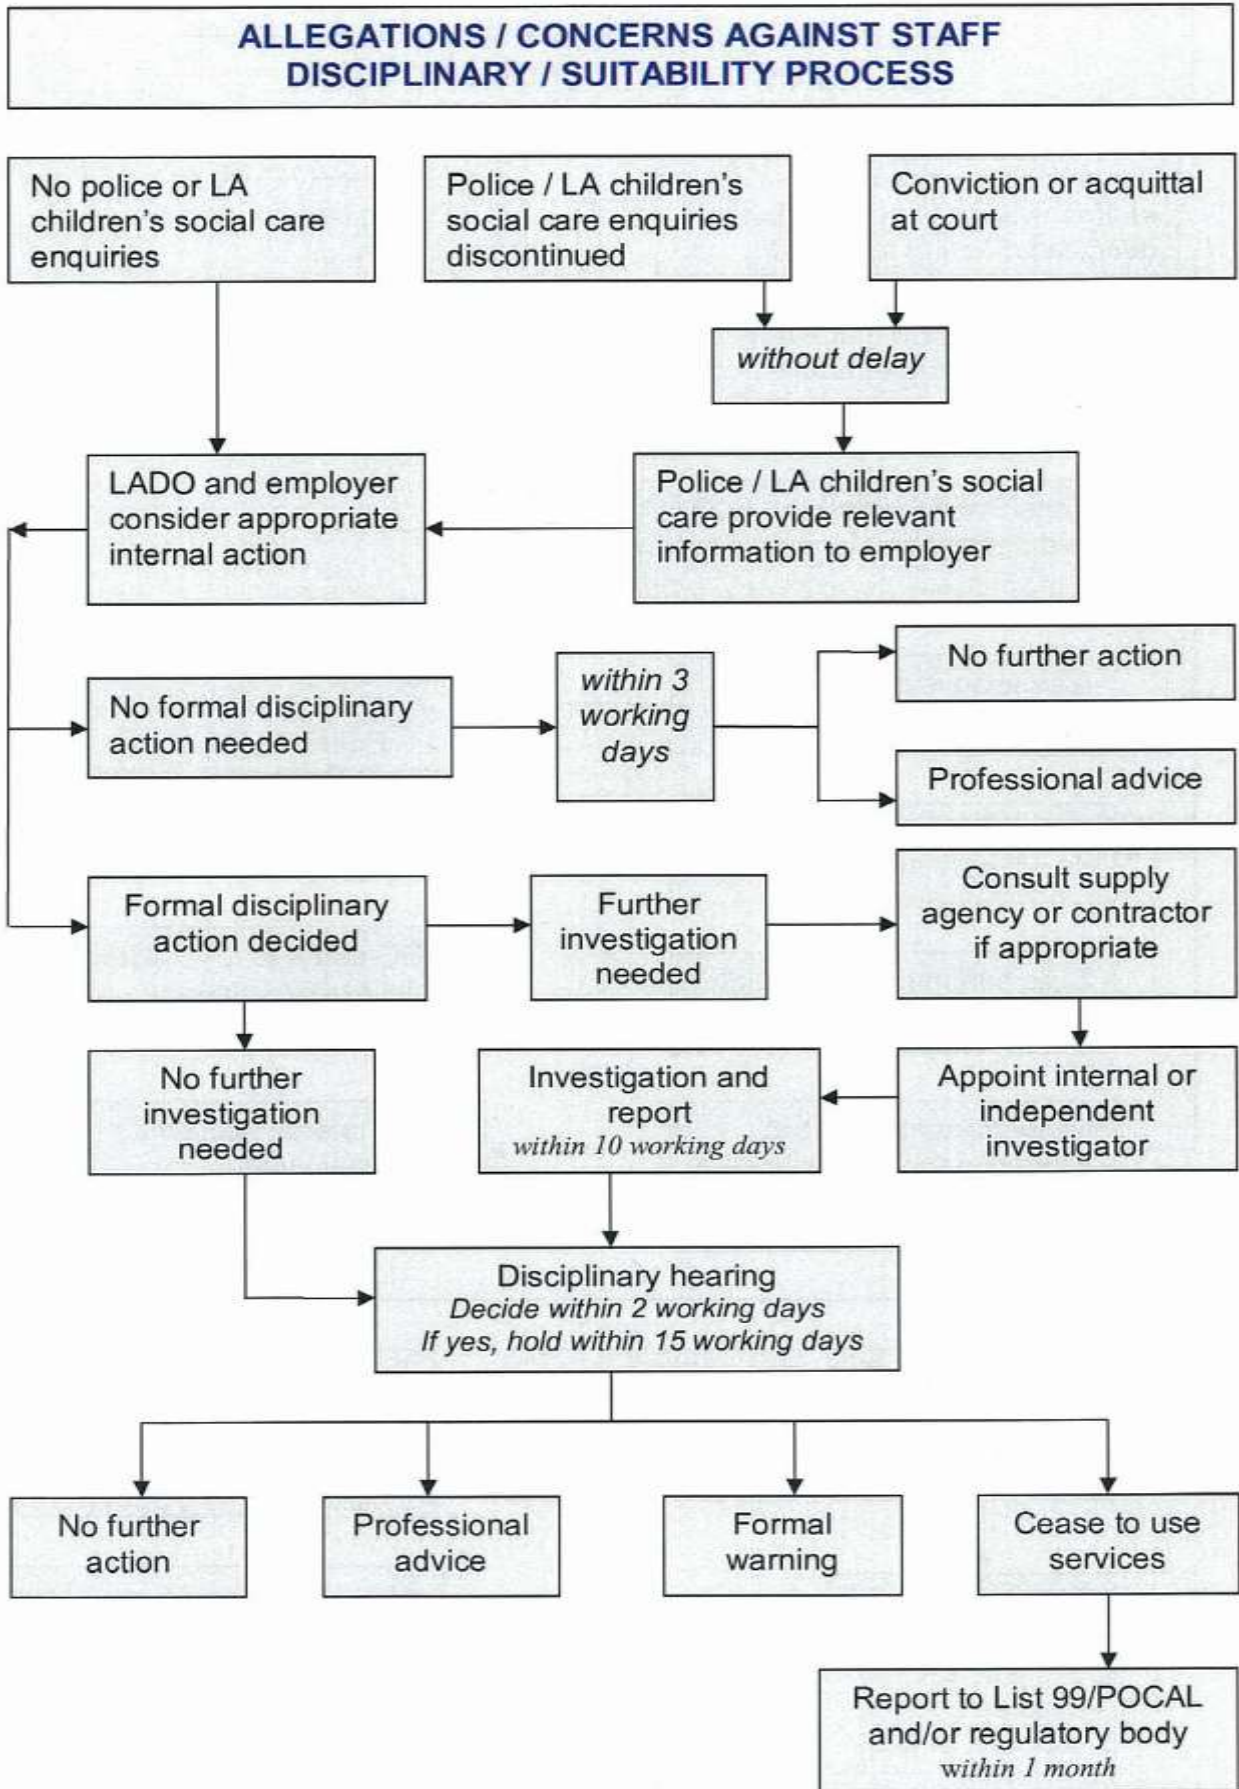 ALLEGATIONS / CONCERNS AGAINST STAFF
DISCIPLINARY / SUITABILITY PROCESS
No police or LA
children's social care
enquiries
Police / LA children's
social care enquiries
discontinued
Conviction or acquittal
at court
without delay
LADO and employer
consider appropriate
internal action
Police / LA children's social
care provide relevant
information to employer
No formal disciplinary
action needed
within 3
working
days
No further action
Professional advice
Formal disciplinary
action decided
Further
investigation
needed
Consult supply
agency or contractor
if appropriate
No further
investigation
needed
Investigation and
report
within 10 working days
Appoint internal or
independent
investigator
Disciplinary hearing
Decide within 2 working days
If yes, hold within 15 working days
No further
action
Professional
advice
Formal
warning
Cease to use
services
Report to List 99/POCAL
and/or regulatory body
within 1 month